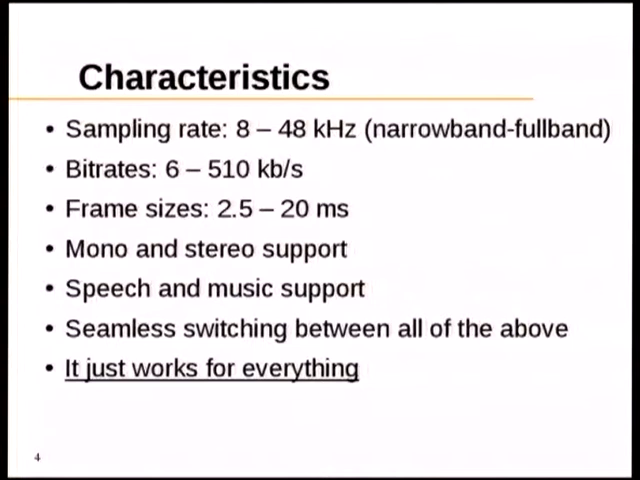 Characteristics
• Sampling rate: 8 – 48 kHz (narrowband-fullband)
• Bitrates: 6 – 510 kb/s
• Frame sizes: 2.5 – 20 ms
• Mono and stereo support
• Speech and music support
• Seamless switching between all of the above
• It just works for everything
4